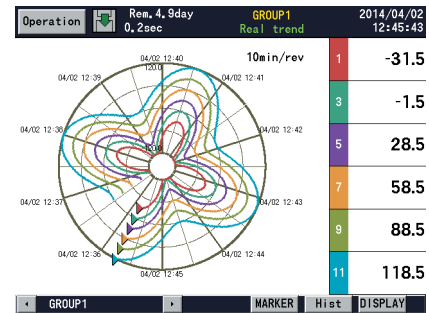 Operation
Rem. 4.9day
0.2sec
GROUP1
Real trend
2014/04/02
12:45:43
10min/rev
04/02 12:40
120.0
04/02 12:39
04/02 12:41
04/02 12:38
04/02 12:42
04/02 12:37
04/02 12:43
04/02 12:36
04/02 12:44
04/02 12:45
1 -31.5
3 -1.5
5 28.5
7 58.5
9 88.5
11 118.5
GROUP1
MARKER
Hist
DISPLAY